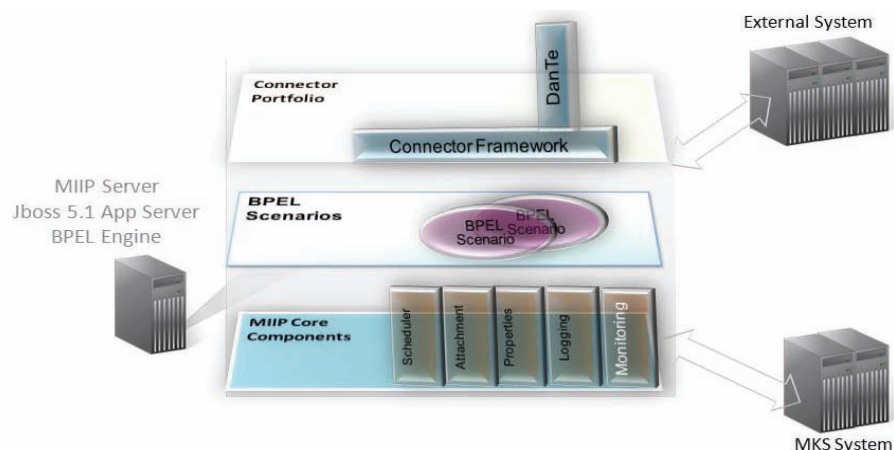 External System
Connector
Portfolio
DanTe
Connector Framework
MIIP Server
Jboss 5.1 App Server
BPEL Engine
BPEL
Scenarios
BPEL
Scenario
BPEL
Scenario
MIIP Core
Components
Scheduler
Attachment
Properties
Logging
Monitoring
MKS System